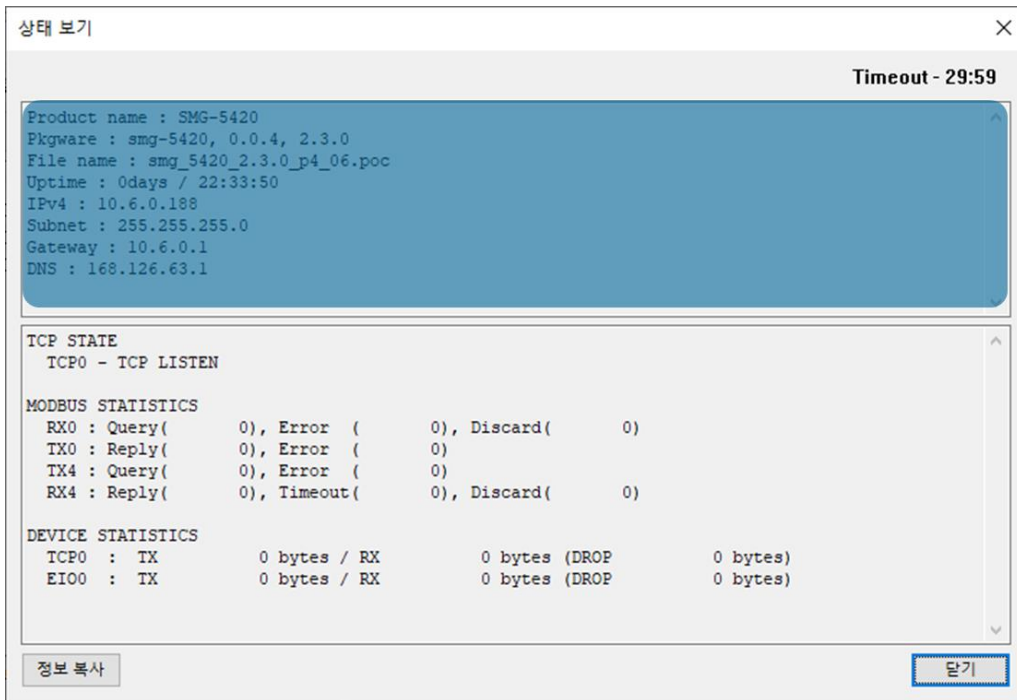 상태 보기
Timeout - 29:59
Product name : SMG-5420
Pkgware : smg-5420, 0.0.4, 2.3.0
File name : smg_5420_2.3.0_p4_06.poc
Uptime : 0days / 22:33:50
IPv4 : 10.6.0.188
Subnet : 255.255.255.0
Gateway : 10.6.0.1
DNS : 168.126.63.1
TCP STATE
TCP0 - TCP LISTEN
MODBUS STATISTICS
RX0 : Query( 0), Error ( 0), Discard( 0)
TX0 : Reply( 0), Error ( 0)
TX4 : Query( 0), Error ( 0)
RX4 : Reply( 0), Timeout( 0), Discard( 0)
DEVICE STATISTICS
TCP0 : TX 0 bytes / RX 0 bytes (DROP 0 bytes)
EIO0 : TX 0 bytes / RX 0 bytes (DROP 0 bytes)
정보 복사
닫기